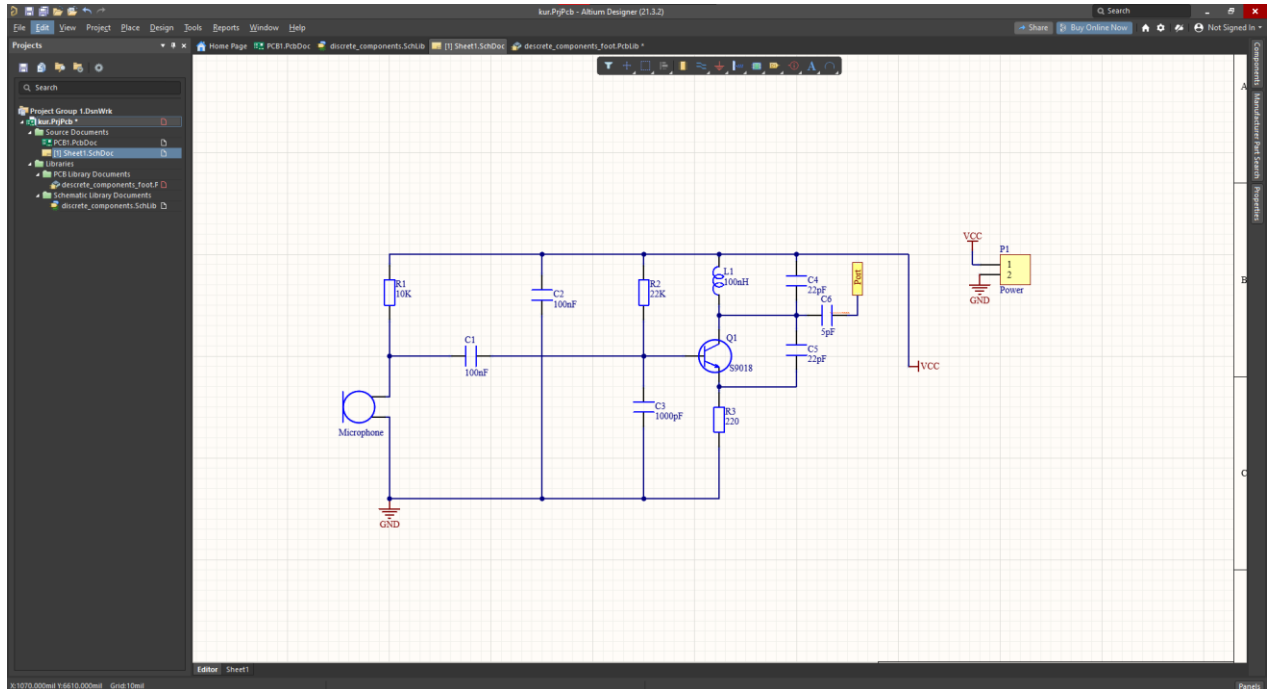 kur.PrjPcb - Altium Designer (21.3.2)
Search
File Edit View Project Place Design Tools Reports Window Help
Share
Buy Online Now
Not Signed In
Projects
Home Page
PCB1.PcbDoc
discrete_components.SchLib
[1] Sheet1.SchDoc
descrete_components_foot.PcbLib *
Search
Project Group 1.DsnWrk
kur.PrjPcb *
Source Documents
PCB1.PcbDoc
[1] Sheet1.SchDoc
Libraries
PCB Library Documents
descrete_components_foot.F
Schematic Library Documents
discrete_components.SchLib
Components
Manufacturer Part Search
Properties
A
B
C
VCC
P1
1
2
GND
Power
R1
10K
C2
100nF
R2
22K
L1
100nH
C4
22pF
Port
C6
5pF
C1
100nF
Q1
S9018
C5
22pF
VCC
Microphone
C3
1000pF
R3
220
GND
Editor Sheet1
X:1070.000mil Y:6610.000mil Grid:10mil
Panels